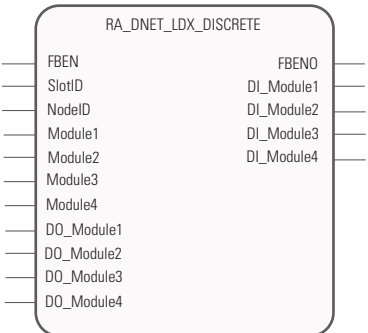 RA_DNET_LDX_DISCRETE
FBEN
FBENO
SlotID
DI_Module1
NodeID
DI_Module2
Module1
DI_Module3
Module2
DI_Module4
Module3
Module4
DO_Module1
DO_Module2
DO_Module3
DO_Module4